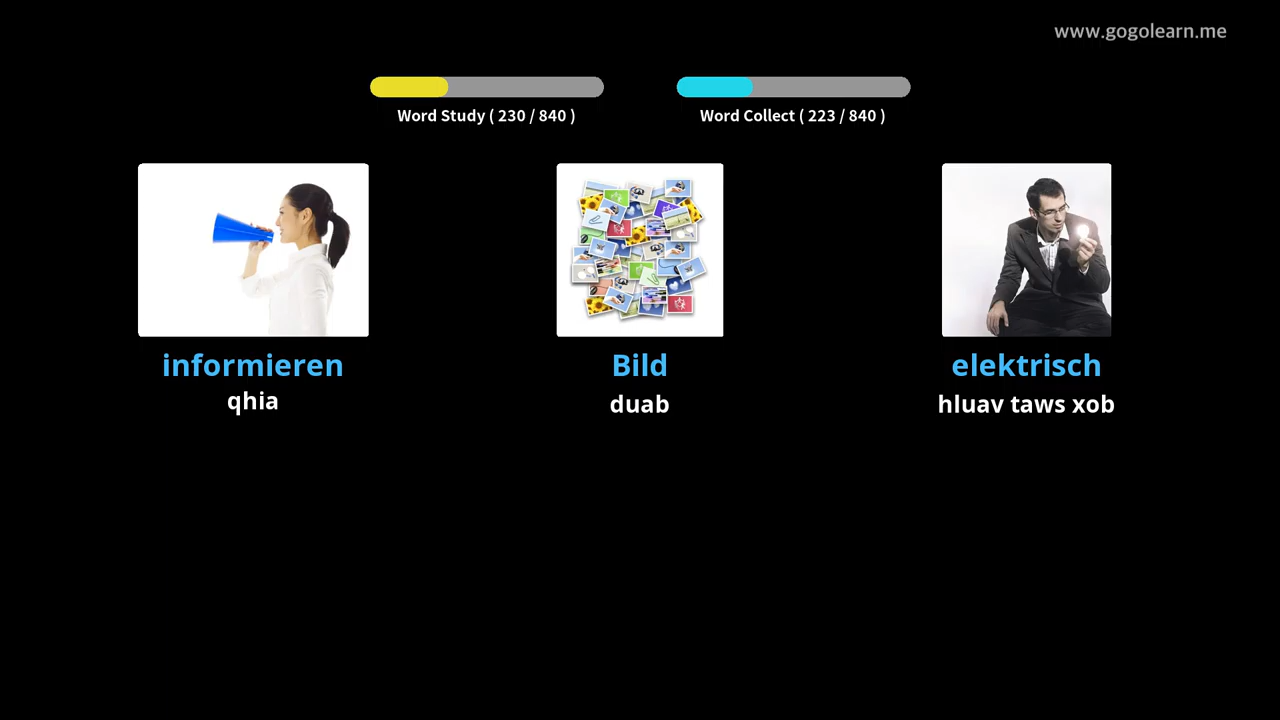 www.gogolearn.me
Word Study ( 230 / 840 )
Word Collect ( 223 / 840 )
informieren
qhia
Bild
duab
elektrisch
hluav taws xob